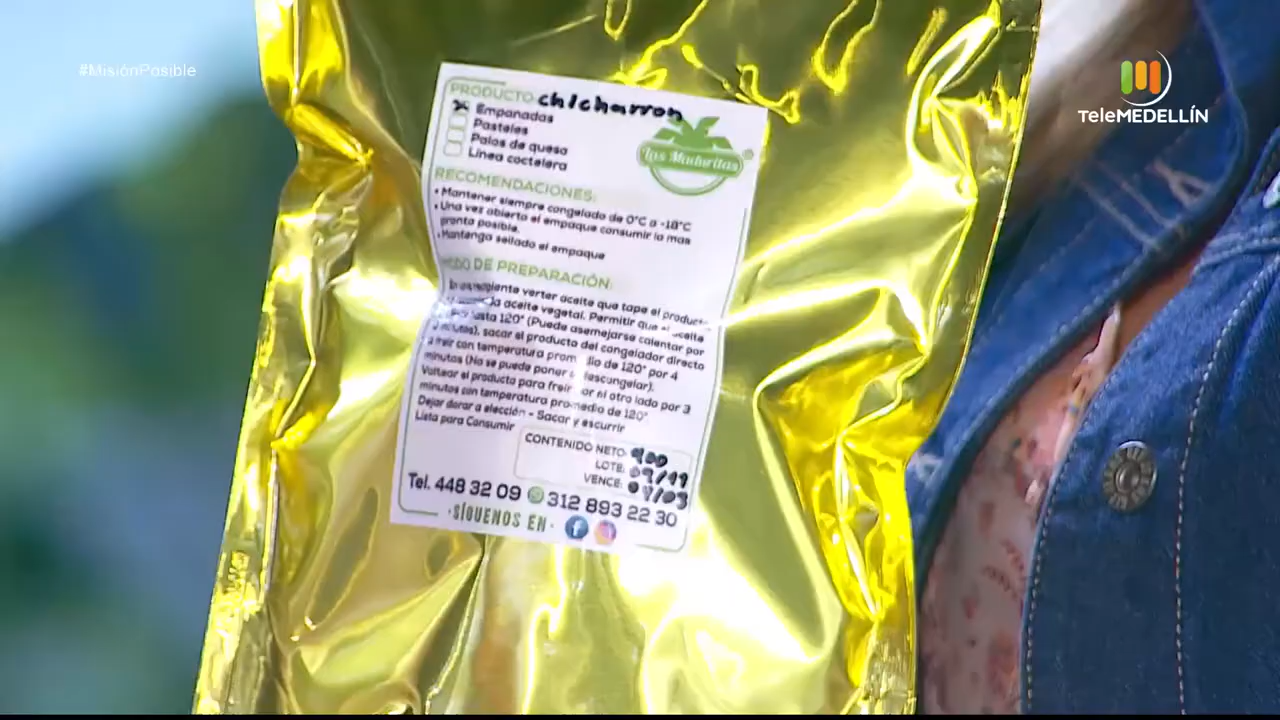 #MisiónPosible
TeleMEDELLÍN
PRODUCTO chicharron
Empanadas
Pasteles
Palos de queso
Línea coctelera
Las Maduritas
RECOMENDACIONES:
• Mantener siempre congelado de 0°C a -18°C
• Una vez abierto el empaque consumir lo mas
pronto posible.
• Mantenga sellado el empaque
DE PREPARACIÓN:
verter aceite que tape el producto
aceite vegetal. Permitir que el aceite
120° (Puede asemejarse calentar por
minutos), sacar el producto del congelador directo
a freir con temperatura promedio de 120° por 4
minutos (No se puede poner a descongelar).
Voltear el producto para freir por el otro lado por 3
minutos con temperatura promedio de 120°
Dejar dorar a elección - Sacar y escurrir
Lista para Consumir
CONTENIDO NETO: 900
LOTE: 09/11
VENCE: 09/03
Tel. 448 32 09 312 893 22 30
·SÍGUENOS EN·